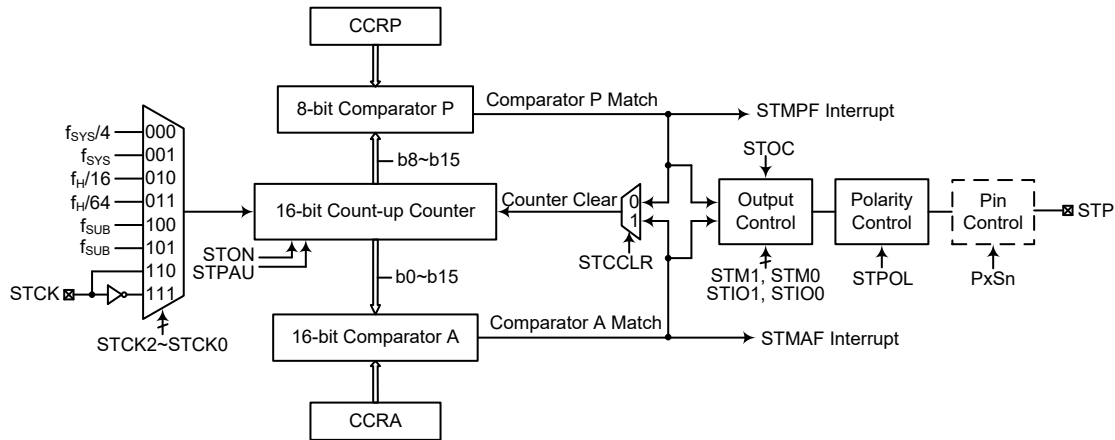 CCRP
8-bit Comparator P
Comparator P Match
STMPF Interrupt
b8~b15
fSYS/4
000
fSYS
001
fH/16
010
fH/64
011
fSUB
100
fSUB
101
110
111
STCK
STCK2~STCK0
16-bit Count-up Counter
STON
STPAU
Counter Clear
0
1
STCCLR
STOC
Output
Control
STM1, STM0
STIO1, STIO0
Polarity
Control
STPOL
Pin
Control
PxSn
STP
b0~b15
16-bit Comparator A
Comparator A Match
STMAF Interrupt
CCRA